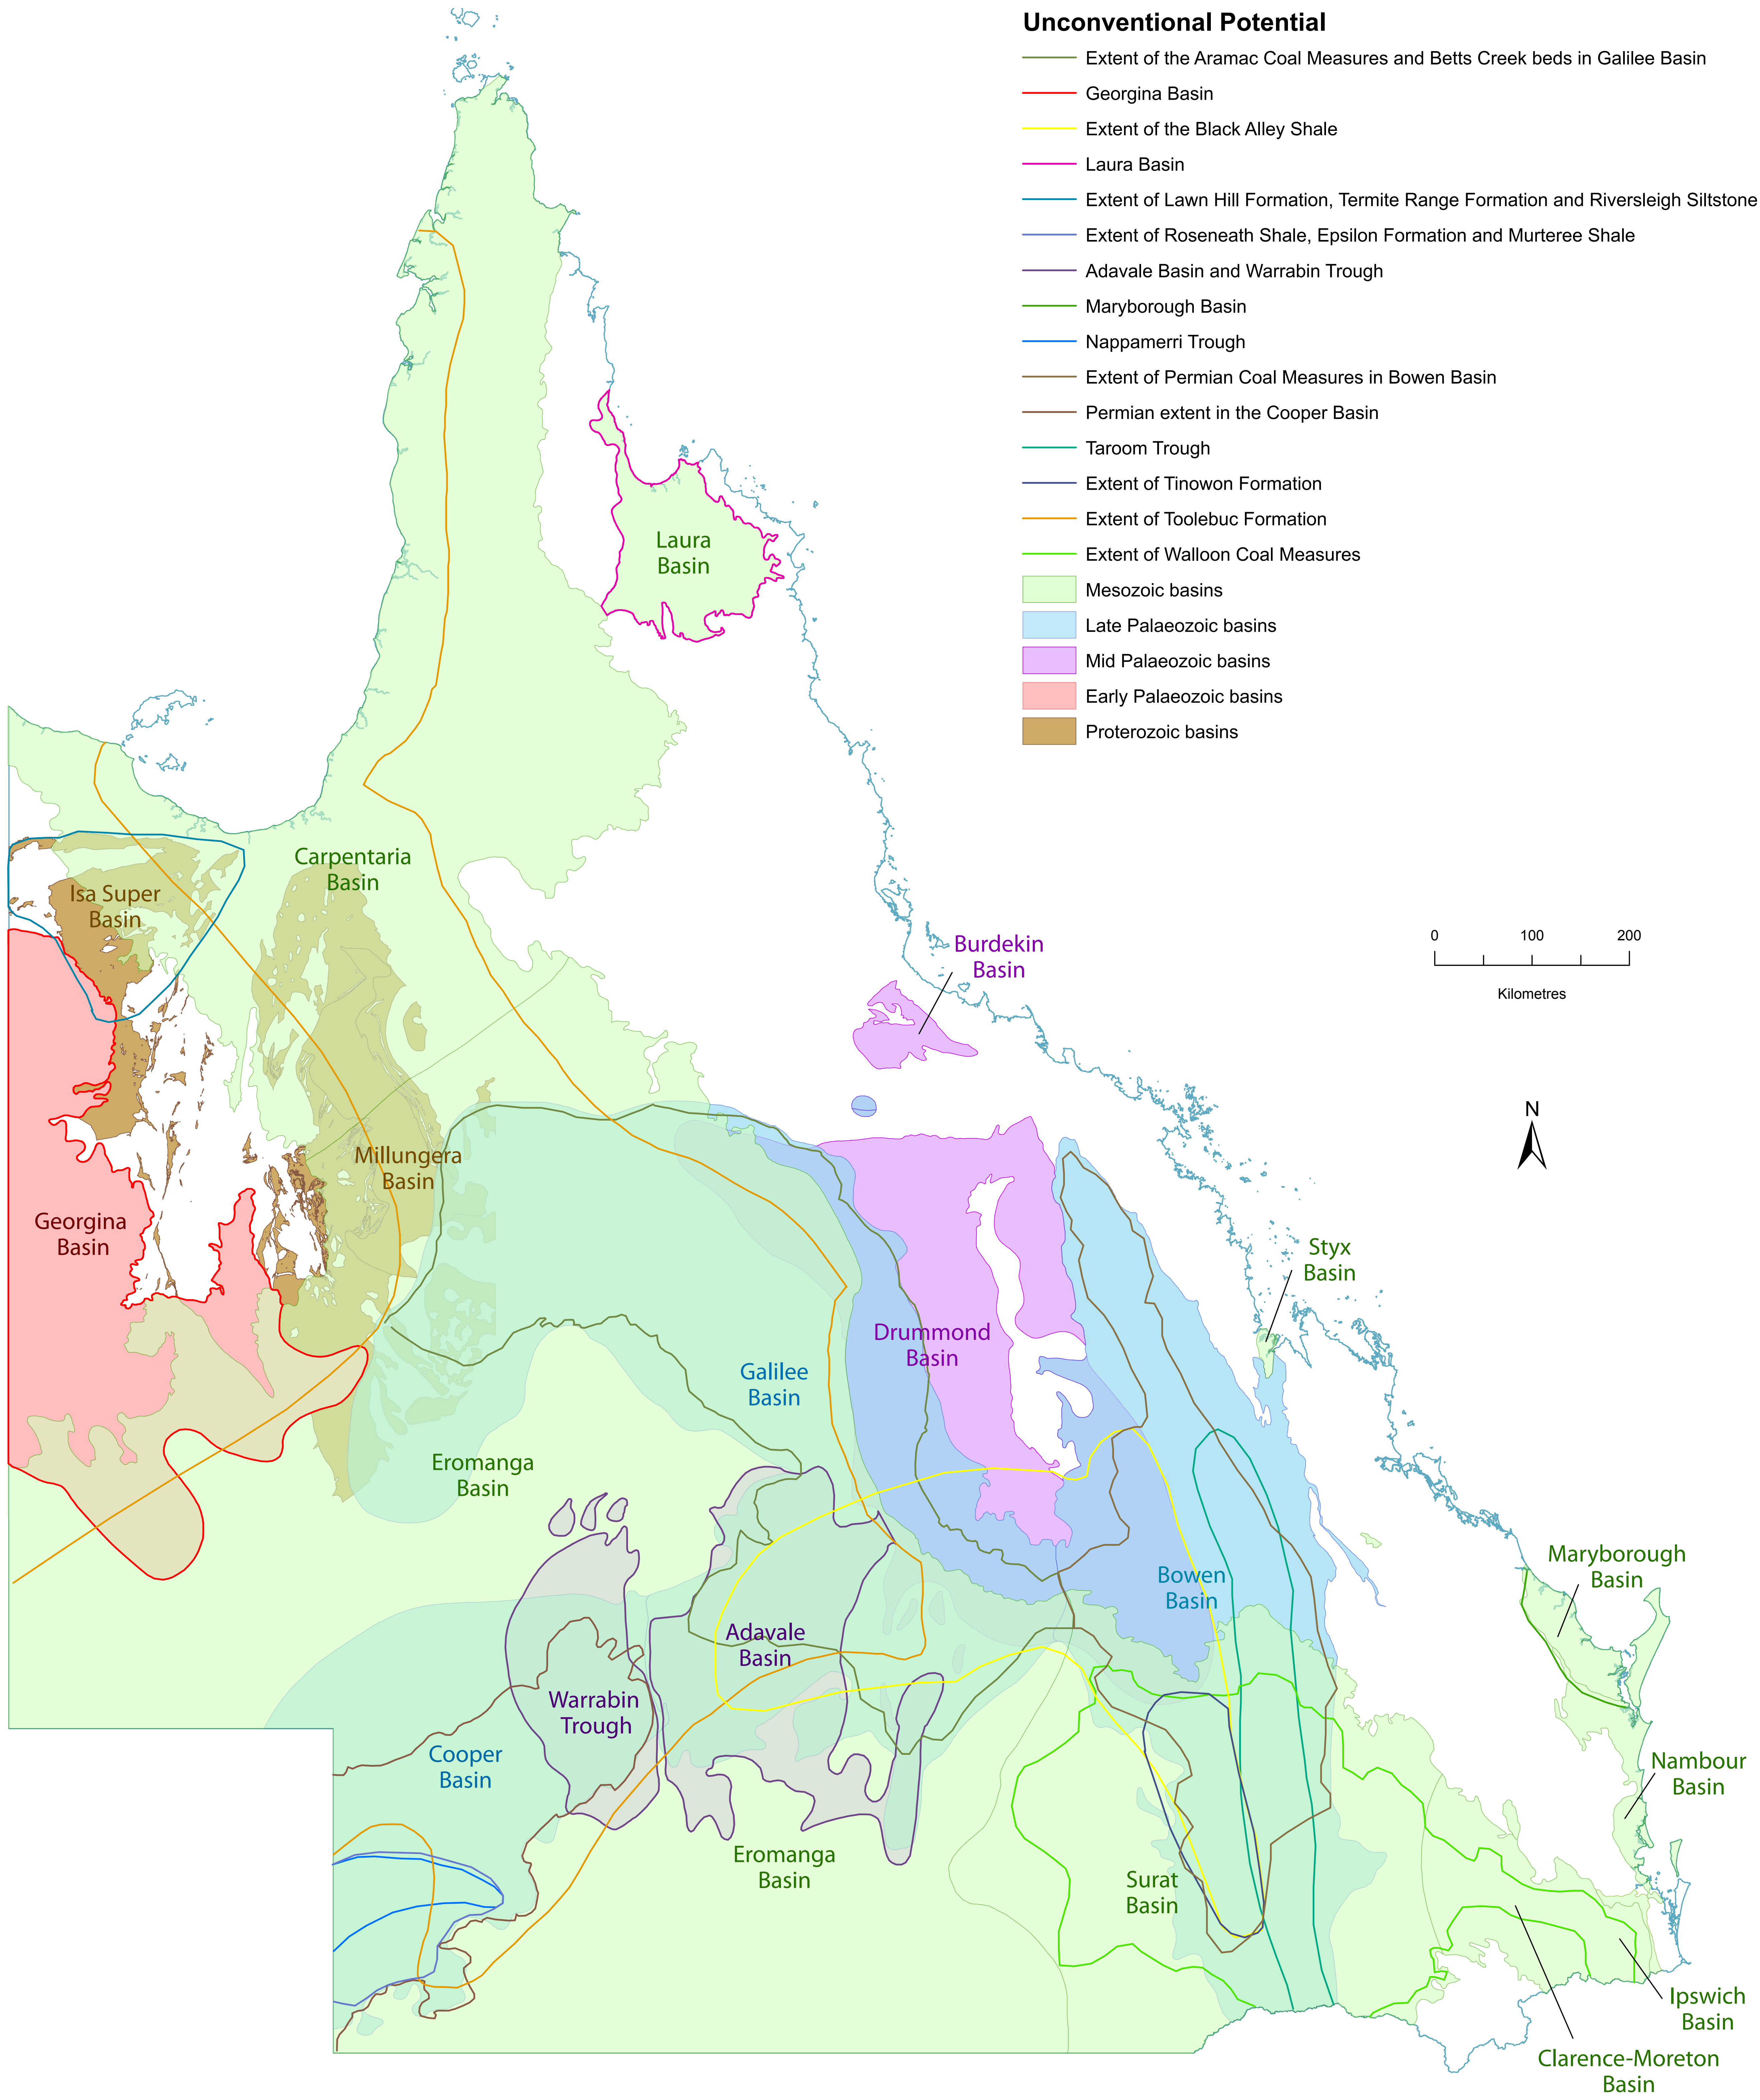 Unconventional Potential
Extent of the Aramac Coal Measures and Betts Creek beds in Galilee Basin
Georgina Basin
Extent of the Black Alley Shale
Laura Basin
Extent of Lawn Hill Formation, Termite Range Formation and Riversleigh Siltstone
Extent of Roseneath Shale, Epsilon Formation and Murteree Shale
Adavale Basin and Warrabin Trough
Maryborough Basin
Nappamerri Trough
Extent of Permian Coal Measures in Bowen Basin
Permian extent in the Cooper Basin
Taroom Trough
Extent of Tinowon Formation
Extent of Toolebuc Formation
Extent of Walloon Coal Measures
Mesozoic basins
Late Palaeozoic basins
Mid Palaeozoic basins
Early Palaeozoic basins
Proterozoic basins
Laura
Basin
Carpentaria
Basin
Isa Super
Basin
Burdekin
Basin
0 100 200
Kilometres
N
Millungera
Basin
Georgina
Basin
Styx
Basin
Drummond
Basin
Galilee
Basin
Eromanga
Basin
Maryborough
Basin
Bowen
Basin
Adavale
Basin
Warrabin
Trough
Cooper
Basin
Nambour
Basin
Eromanga
Basin
Surat
Basin
Ipswich
Basin
Clarence-Moreton
Basin